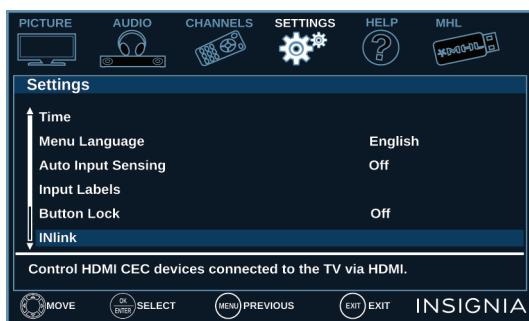 PICTURE AUDIO CHANNELS SETTINGS HELP MHL
MHL
Settings
Time
Menu Language English
Auto Input Sensing Off
Input Labels
Button Lock Off
INlink
Control HDMI CEC devices connected to the TV via HDMI.
MOVE OK ENTER SELECT MENU PREVIOUS EXIT EXIT INSIGNIA